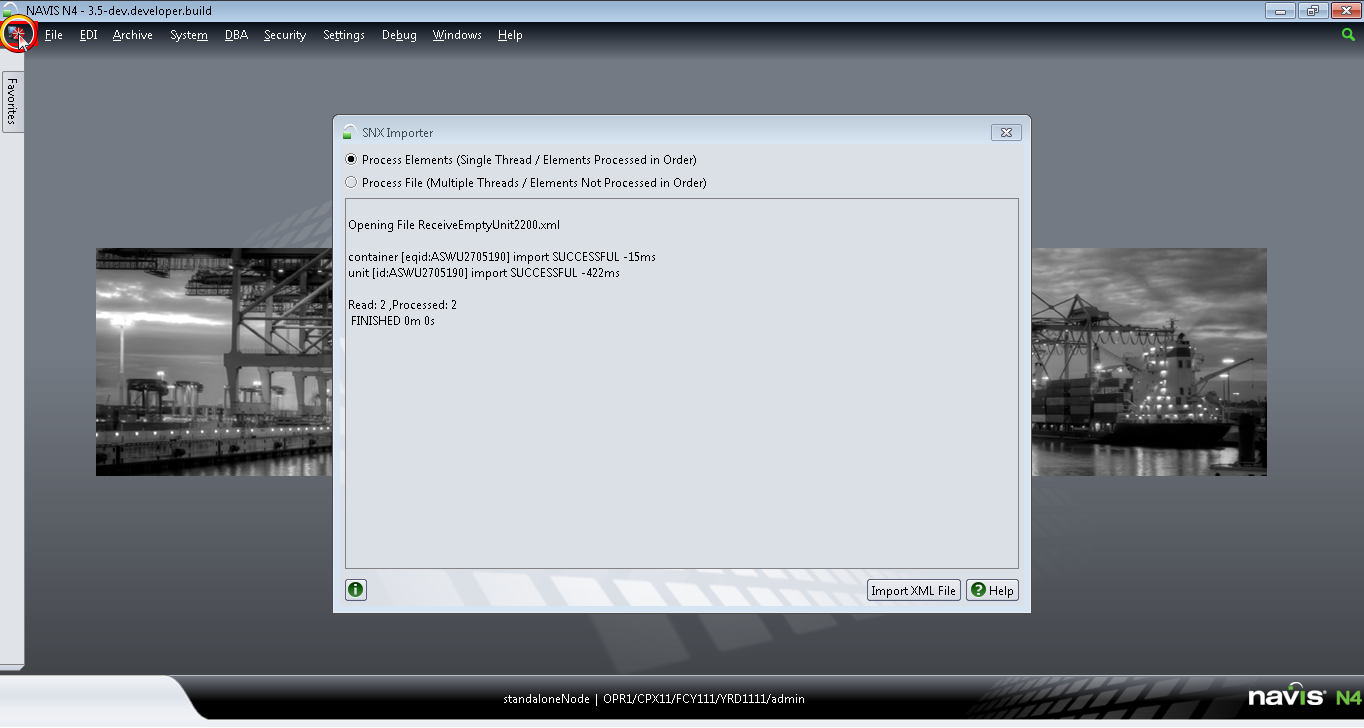 NAVIS N4 - 3.5-dev.developer.build
File EDI Archive System DBA Security Settings Debug Windows Help
Favorites
SNX Importer
Process Elements (Single Thread / Elements Processed in Order)
Process File (Multiple Threads / Elements Not Processed in Order)
Opening File ReceiveEmptyUnit2200.xml
container [eqid:ASWU2705190] import SUCCESSFUL -15ms
unit [id:ASWU2705190] import SUCCESSFUL -422ms
Read: 2 ,Processed: 2
FINISHED 0m 0s
Import XML File Help
standaloneNode | OPR1/CPX11/FCY111/YRD1111/admin
navis N4